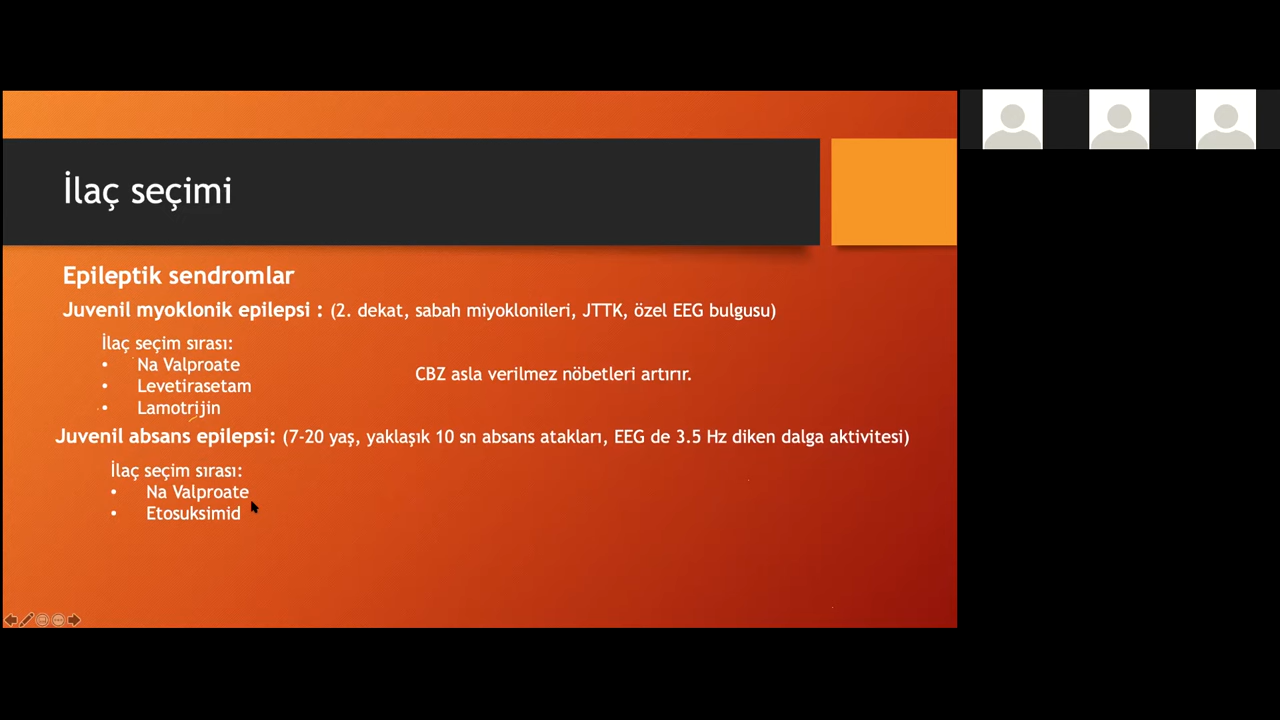 İlaç seçimi
Epileptik sendromlar
Juvenil myoklonik epilepsi : (2. dekat, sabah miyoklonileri, JTTK, özel EEG bulgusu)
İlaç seçim sırası:
• Na Valproate
CBZ asla verilmez nöbetleri artırır.
• Levetirasetam
• Lamotrijin
Juvenil absans epilepsi: (7-20 yaş, yaklaşık 10 sn absans atakları, EEG de 3.5 Hz diken dalga aktivitesi)
İlaç seçim sırası:
• Na Valproate
• Etosuksimid